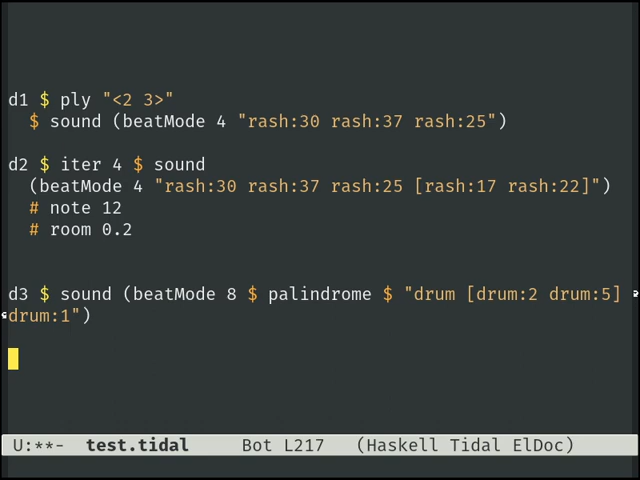 d1 $ ply "<2 3>"
$ sound (beatMode 4 "rash:30 rash:37 rash:25")
d2 $ iter 4 $ sound
(beatMode 4 "rash:30 rash:37 rash:25 [rash:17 rash:22]")
# note 12
# room 0.2
d3 $ sound (beatMode 8 $ palindrome $ "drum [drum:2 drum:5]
drum:1")
U:**- test.tidal Bot L217 (Haskell Tidal ElDoc)